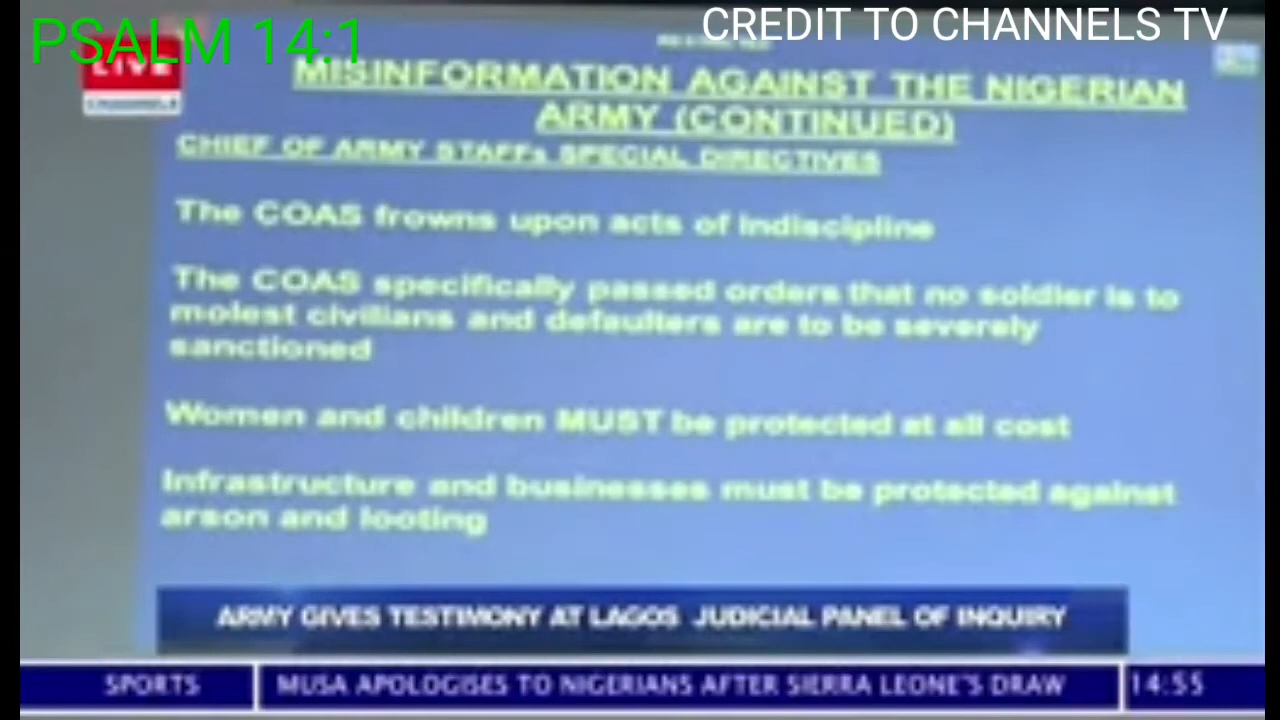 PSALM 14:1
CREDIT TO CHANNELS TV
LIVE
CHANNELS
MISINFORMATION AGAINST THE NIGERIAN
ARMY (CONTINUED)
CHIEF OF ARMY STAFFs SPECIAL DIRECTIVES
The COAS frowns upon acts of indiscipline
The COAS specifically passed orders that no soldier is to
molest civilians and defaulters are to be severely
sanctioned
Women and children MUST be protected at all cost
Infrastructure and businesses must be protected against
arson and looting
ARMY GIVES TESTIMONY AT LAGOS JUDICIAL PANEL OF INQUIRY
SPORTS
MUSA APOLOGISES TO NIGERIANS AFTER SIERRA LEONE'S DRAW
14:55